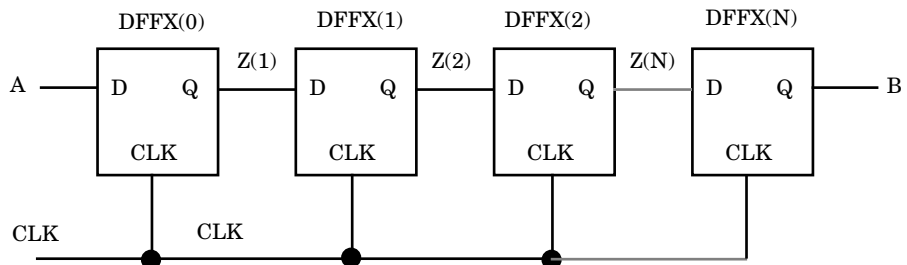 DFFX(0) DFFX(1) DFFX(2) DFFX(N)
Z(1) Z(2) Z(N)
A D Q D Q D Q D Q B
CLK CLK CLK CLK
CLK CLK